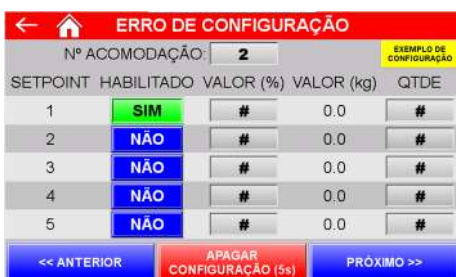 ERRO DE CONFIGURAÇÃO
Nº ACOMODAÇÃO: 2
EXEMPLO DE
CONFIGURAÇÃO
SETPOINT HABILITADO VALOR (%) VALOR (kg) QTDE
1 SIM # 0.0 #
2 NÃO # 0.0 #
3 NÃO # 0.0 #
4 NÃO # 0.0 #
5 NÃO # 0.0 #
<< ANTERIOR
APAGAR
CONFIGURAÇÃO (5s)
PRÓXIMO >>